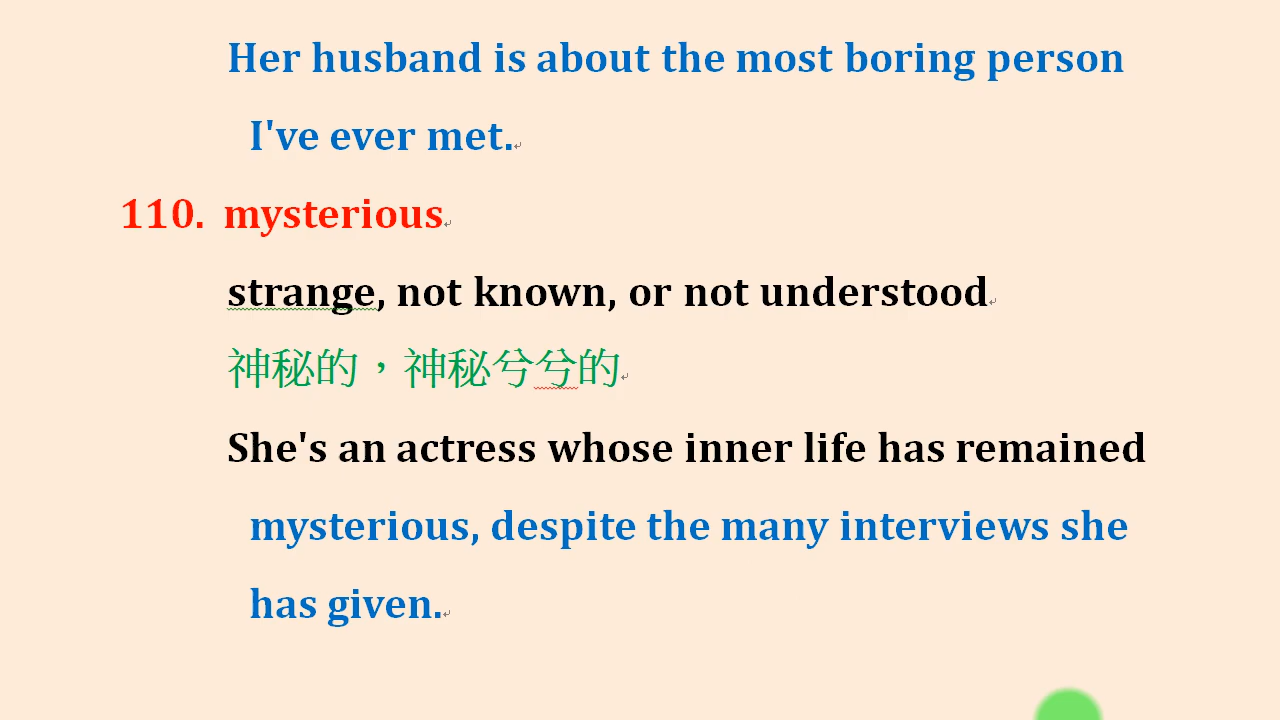 Her husband is about the most boring person
I've ever met.
110. mysterious
strange, not known, or not understood
神秘的，神秘兮兮的
She's an actress whose inner life has remained
mysterious, despite the many interviews she
has given.